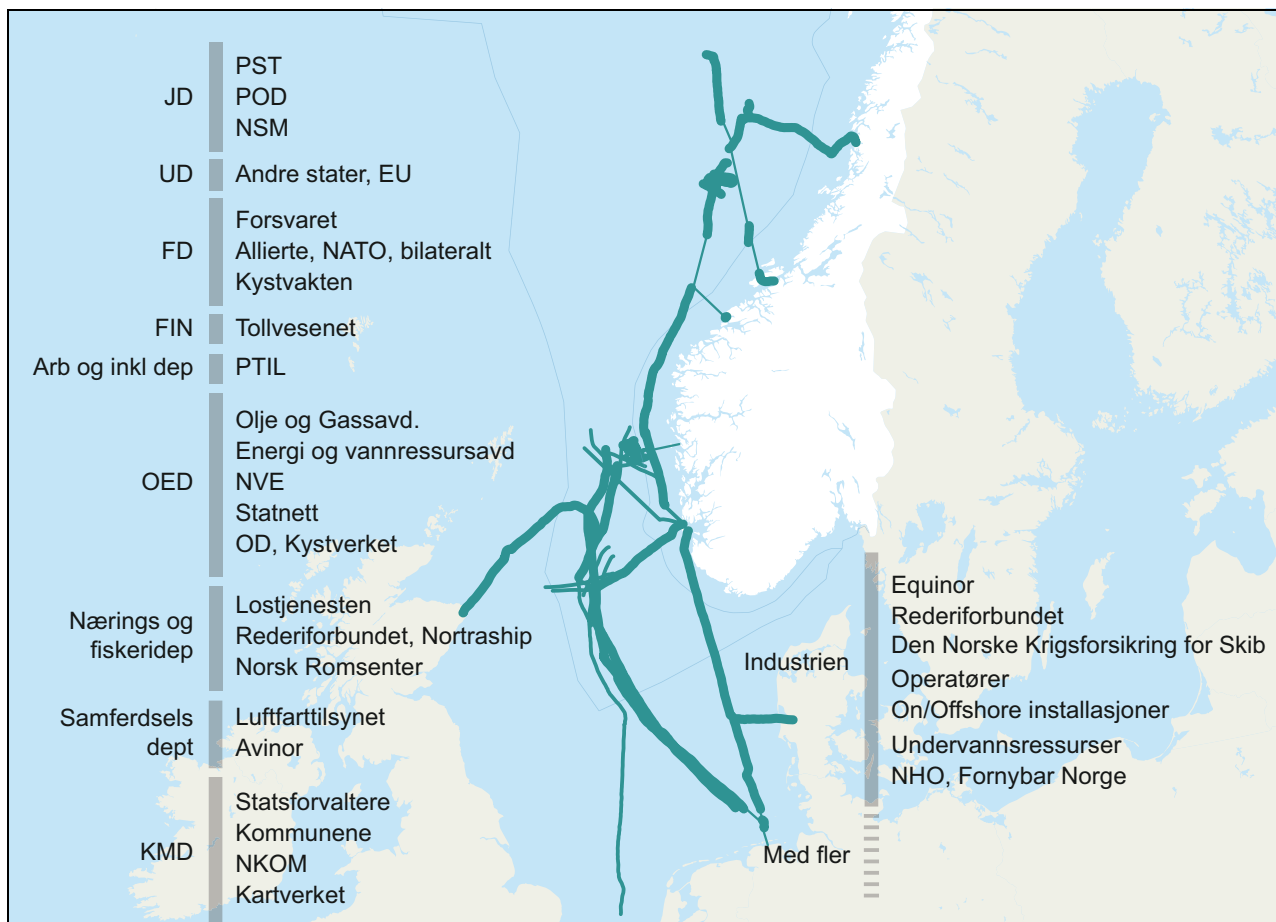 JD
PST
POD
NSM
UD
Andre stater, EU
FD
Forsvaret
Allierte, NATO, bilateralt
Kystvakten
FIN
Tollvesenet
Arb og inkl dep
PTIL
OED
Olje og Gassavd.
Energi og vannressursavd
NVE
Statnett
OD, Kystverket
Nærings og
fiskeridep
Lostjenesten
Rederiforbundet, Nortraship
Norsk Romsenter
Samferdsels
dept
Luftfarttilsynet
Avinor
KMD
Statsforvaltere
Kommunene
NKOM
Kartverket
Industrien
Equinor
Rederiforbundet
Den Norske Krigsforsikring for Skib
Operatører
On/Offshore installasjoner
Undervannsressurser
NHO, Fornybar Norge
Med fler